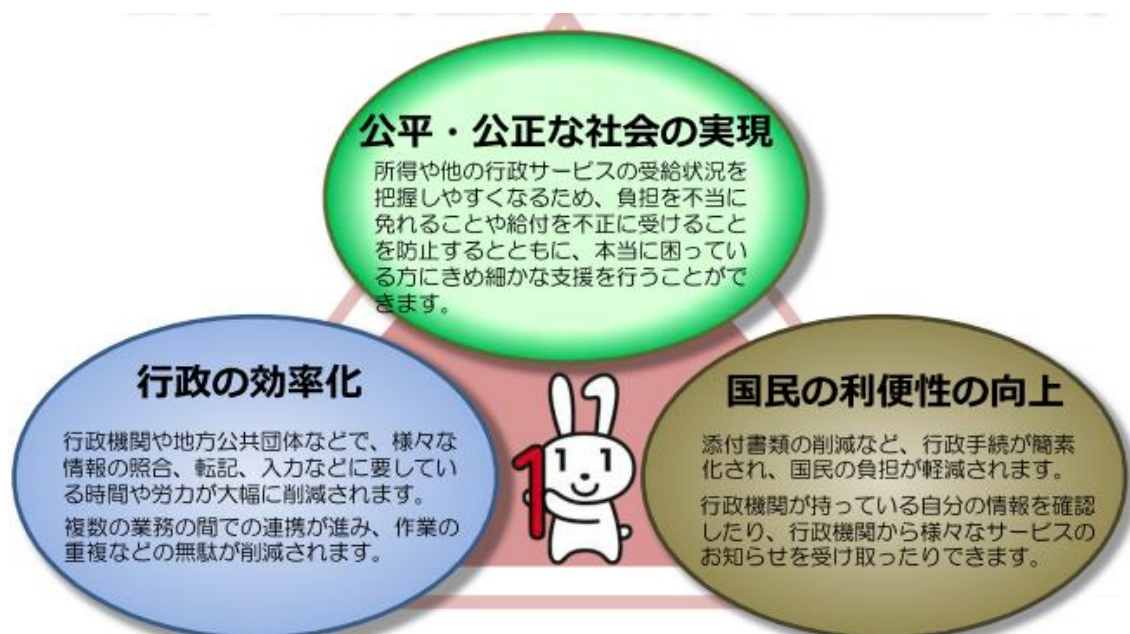 公平・公正な社会の実現
所得や他の行政サービスの受給状況を
把握しやすくなるため、負担を不当に
免れることや給付を不正に受けること
を防止するとともに、本当に困ってい
る方にきめ細かな支援を行うことがで
きます。
行政の効率化
行政機関や地方公共団体などで、様々な
情報の照合、転記、入力などに要してい
る時間や労力が大幅に削減されます。
複数の業務の間での連携が進み、作業の
重複などの無駄が削減されます。
国民の利便性の向上
添付書類の削減など、行政手続が簡素
化され、国民の負担が軽減されます。
行政機関が持っている自分の情報を確認
したり、行政機関から様々なサービスの
お知らせを受け取ったりできます。
1